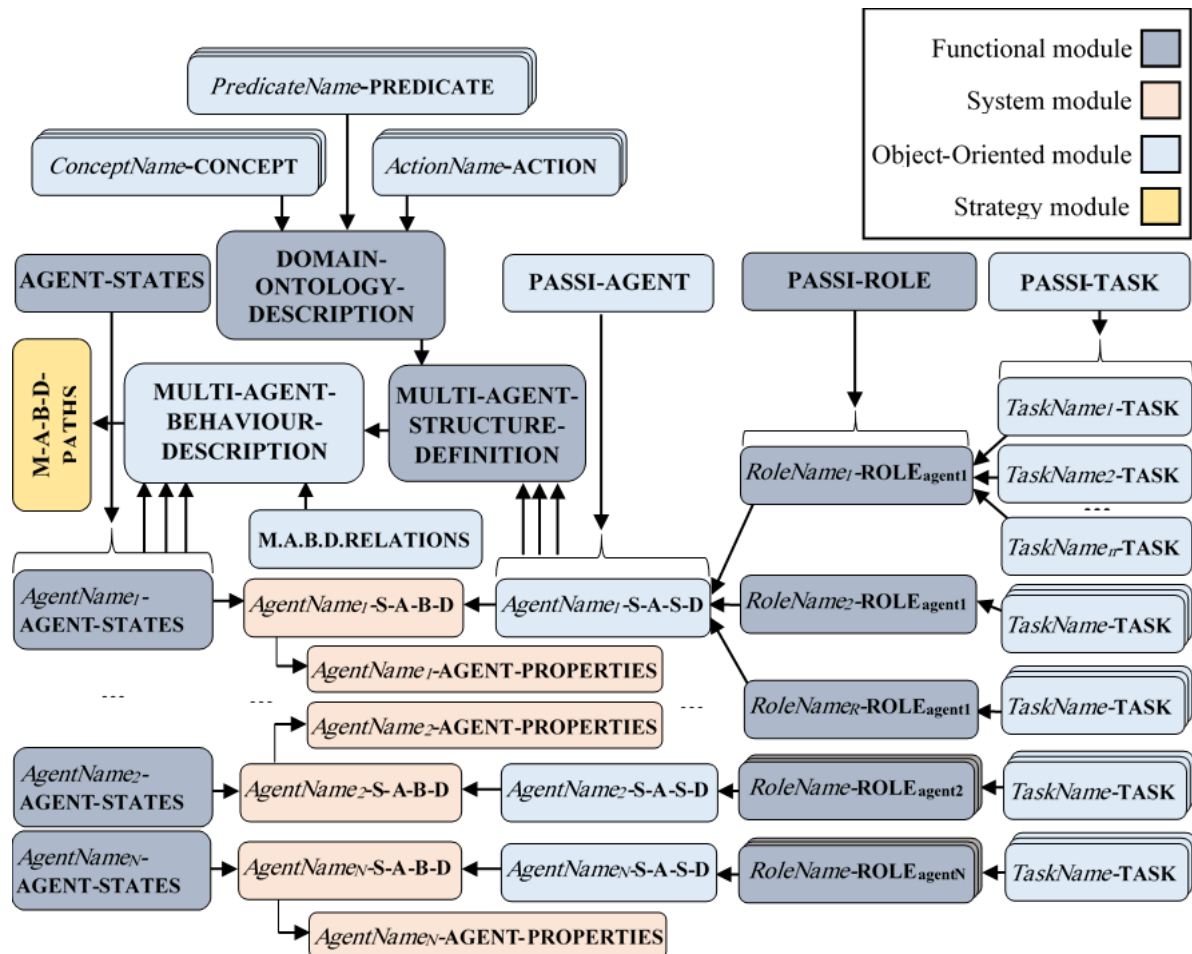 Functional module
System module
Object-Oriented module
Strategy module
PredicateName-PREDICATE
ConceptName-CONCEPT
ActionName-ACTION
AGENT-STATES
DOMAIN-
ONTOLOGY-
DESCRIPTION
PASSI-AGENT
PASSI-ROLE
PASSI-TASK
M-A-B-D-
PATHS
MULTI-AGENT-
BEHAVIOUR-
DESCRIPTION
MULTI-AGENT-
STRUCTURE-
DEFINITION
M.A.B.D.RELATIONS
TaskName1-TASK
RoleName1-ROLEagent1
TaskName2-TASK
---
TaskNamen-TASK
AgentName1-
AGENT-STATES
AgentName1-S-A-B-D
AgentName1-S-A-S-D
RoleName2-ROLEagent1
TaskName-TASK
AgentName1-AGENT-PROPERTIES
---
---
---
RoleNameR-ROLEagent1
TaskName-TASK
AgentName2-AGENT-PROPERTIES
AgentName2-
AGENT-STATES
AgentName2-S-A-B-D
AgentName2-S-A-S-D
RoleName-ROLEagent2
TaskName-TASK
AgentNameN-
AGENT-STATES
AgentNameN-S-A-B-D
AgentNameN-S-A-S-D
RoleName-ROLEagentN
TaskName-TASK
AgentNameN-AGENT-PROPERTIES